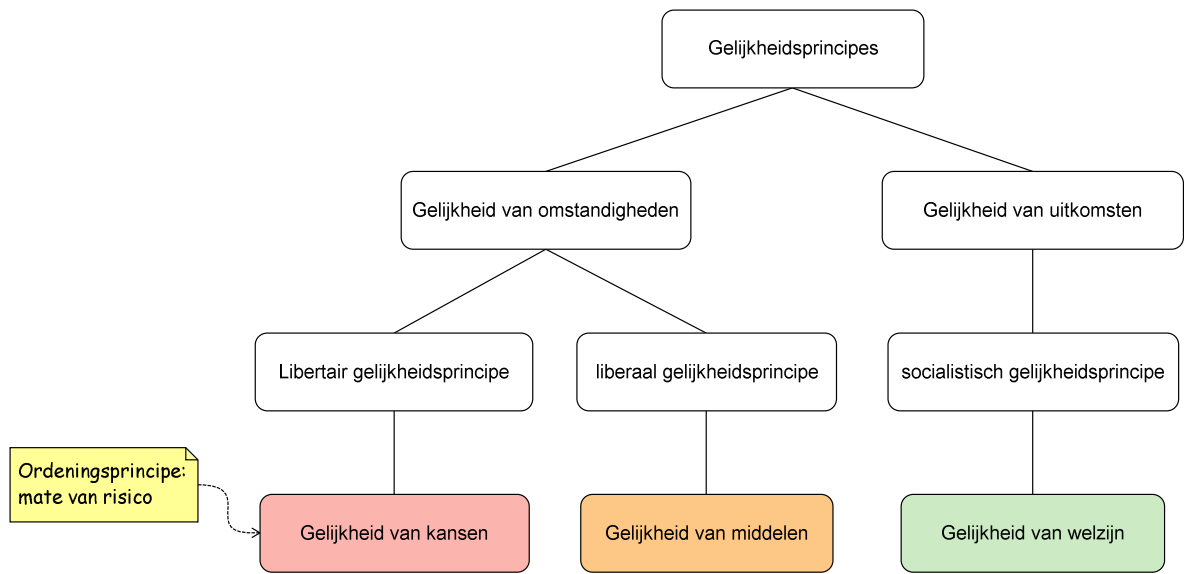 Gelijkheidsprincipes
Gelijkheid van omstandigheden
Gelijkheid van uitkomsten
Libertair gelijkheidsprincipe
liberaal gelijkheidsprincipe
socialistisch gelijkheidsprincipe
Ordeningsprincipe:
mate van risico
Gelijkheid van kansen
Gelijkheid van middelen
Gelijkheid van welzijn